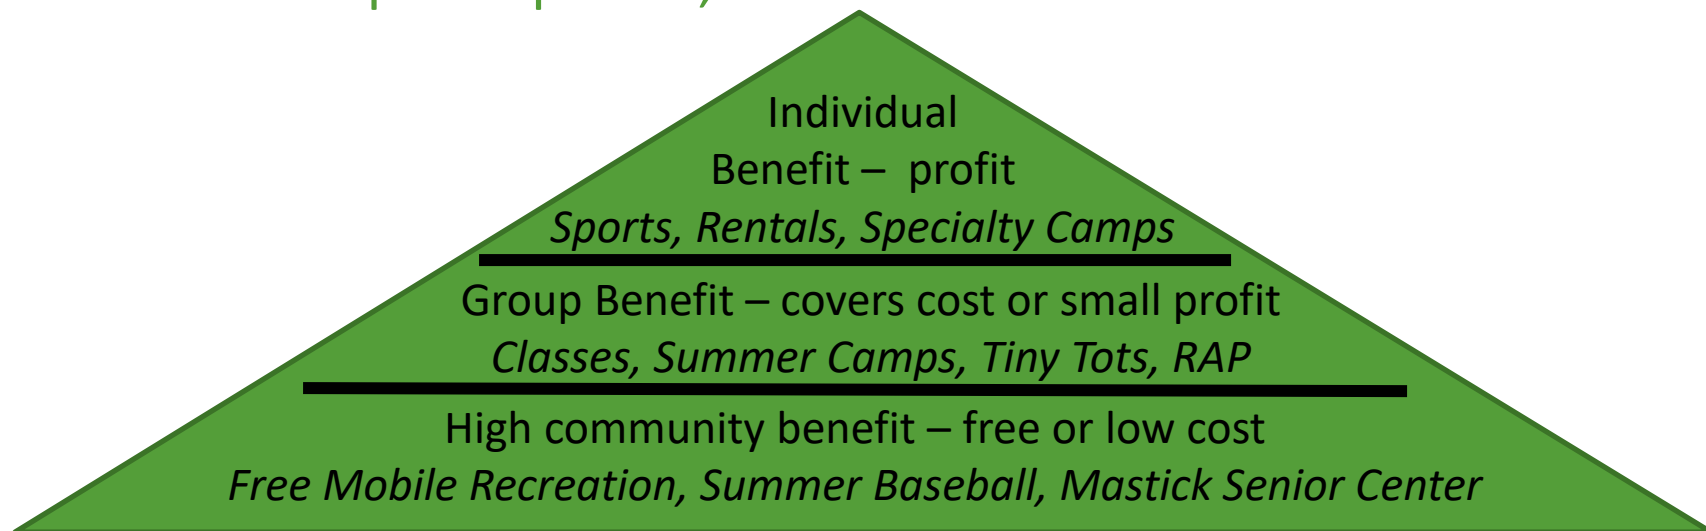 Individual
Benefit – profit
Sports, Rentals, Specialty Camps
Group Benefit – covers cost or small profit
Classes, Summer Camps, Tiny Tots, RAP
High community benefit – free or low cost
Free Mobile Recreation, Summer Baseball, Mastick Senior Center